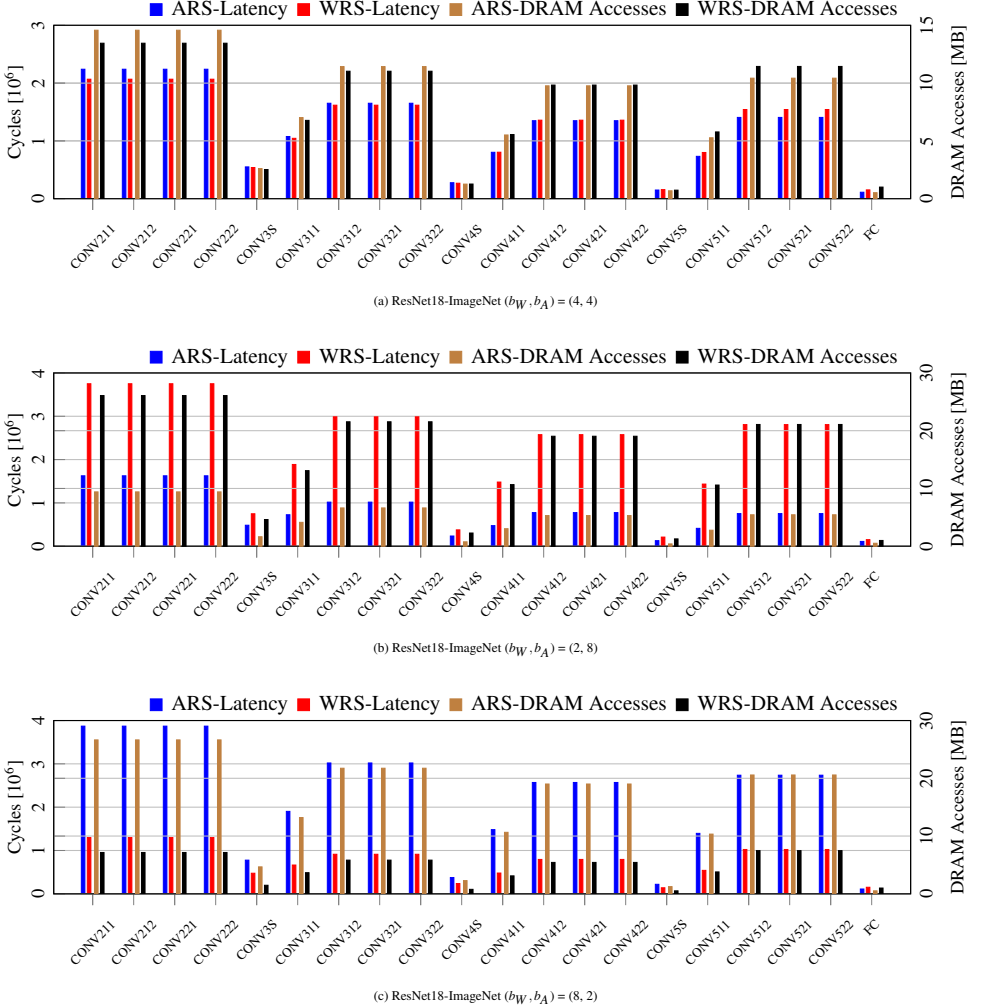 ARS-Latency WRS-Latency ARS-DRAM Accesses WRS-DRAM Accesses
3
2
1
0
Cycles [10^6]
15
10
5
0
DRAM Accesses [MB]
CONV211 CONV212 CONV221 CONV222 CONV3S CONV311 CONV312 CONV321 CONV322 CONV4S CONV411 CONV412 CONV421 CONV422 CONV5S CONV511 CONV512 CONV521 CONV522 FC
(a) ResNet18-ImageNet (b_W, b_A) = (4, 4)
ARS-Latency WRS-Latency ARS-DRAM Accesses WRS-DRAM Accesses
4
3
2
1
0
Cycles [10^6]
30
20
10
0
DRAM Accesses [MB]
CONV211 CONV212 CONV221 CONV222 CONV3S CONV311 CONV312 CONV321 CONV322 CONV4S CONV411 CONV412 CONV421 CONV422 CONV5S CONV511 CONV512 CONV521 CONV522 FC
(b) ResNet18-ImageNet (b_W, b_A) = (2, 8)
ARS-Latency WRS-Latency ARS-DRAM Accesses WRS-DRAM Accesses
4
3
2
1
0
Cycles [10^6]
30
20
10
0
DRAM Accesses [MB]
CONV211 CONV212 CONV221 CONV222 CONV3S CONV311 CONV312 CONV321 CONV322 CONV4S CONV411 CONV412 CONV421 CONV422 CONV5S CONV511 CONV512 CONV521 CONV522 FC
(c) ResNet18-ImageNet (b_W, b_A) = (8, 2)